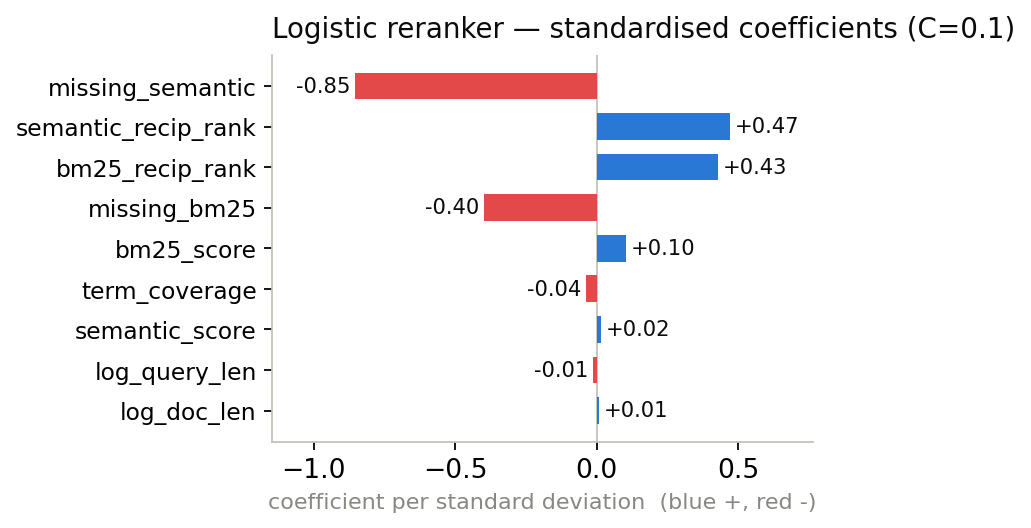 Logistic reranker — standardised coefficients (C=0.1)
missing_semantic -0.85
semantic_recip_rank +0.47
bm25_recip_rank +0.43
missing_bm25 -0.40
bm25_score +0.10
term_coverage -0.04
semantic_score +0.02
log_query_len -0.01
log_doc_len +0.01
−1.0 −0.5 0.0 0.5
coefficient per standard deviation (blue +, red -)